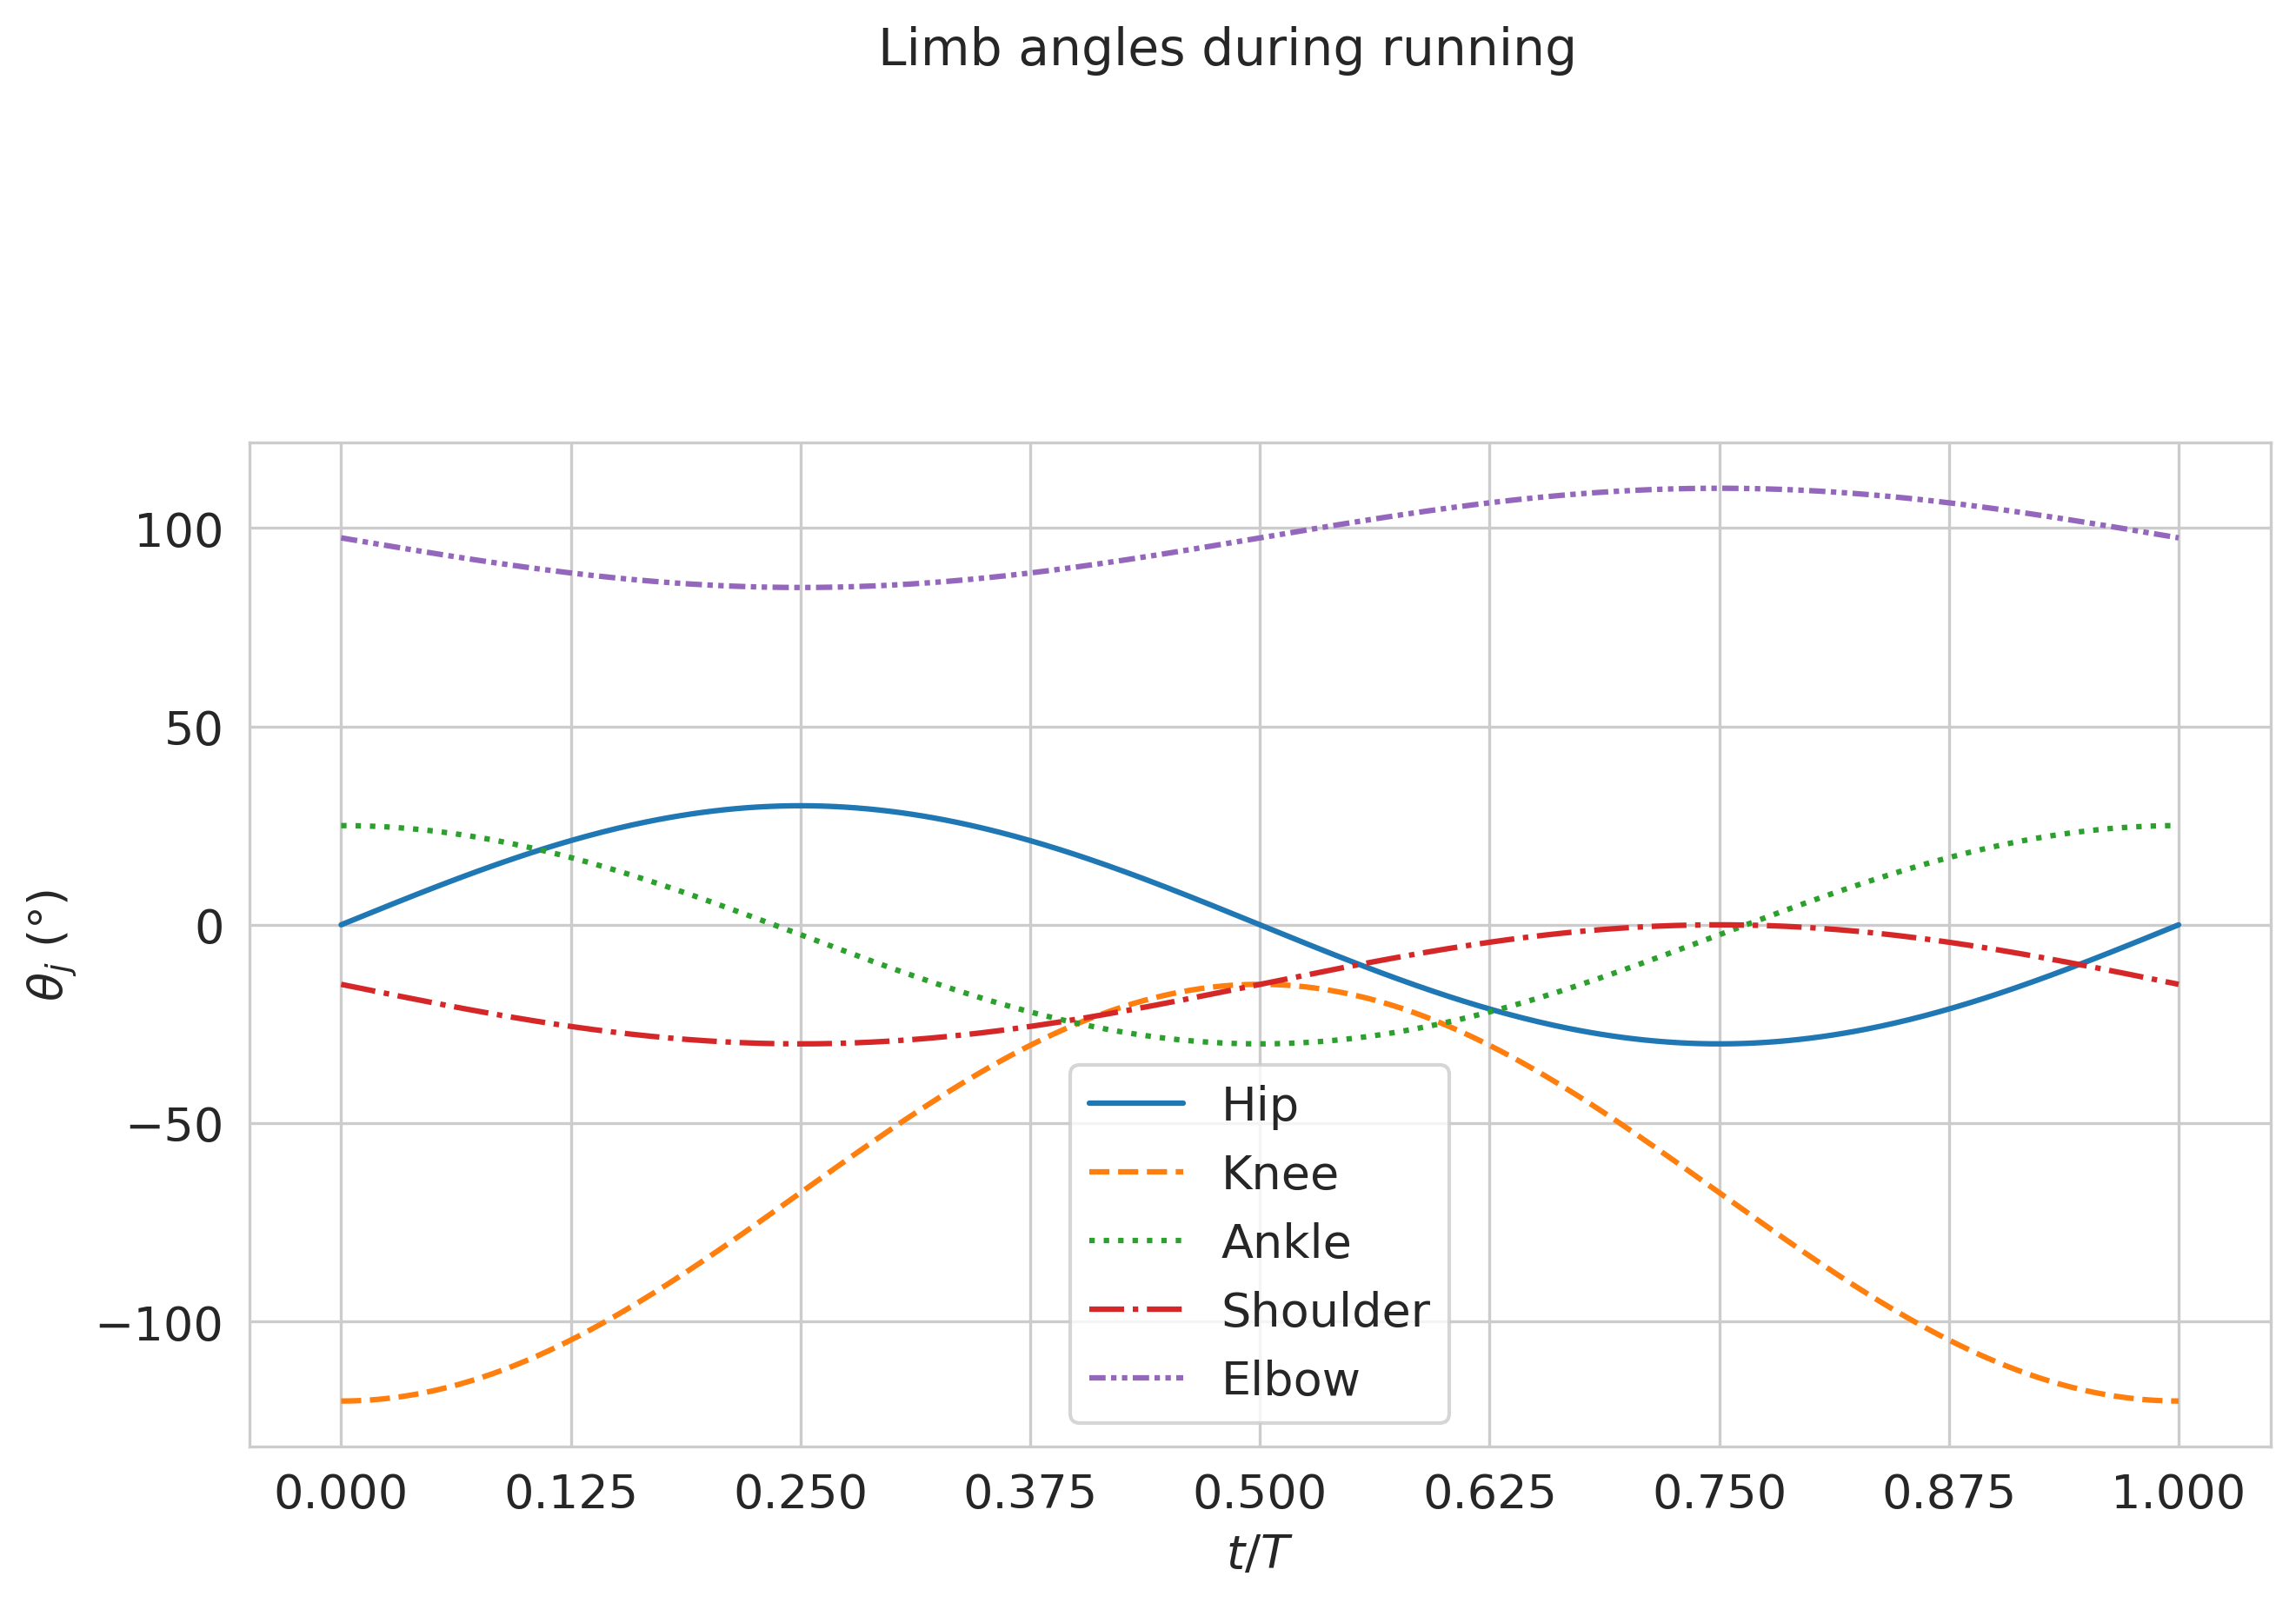 Limb angles during running
100
50
0
−50
−100
θj (°)
Hip
Knee
Ankle
Shoulder
Elbow
0.000 0.125 0.250 0.375 0.500 0.625 0.750 0.875 1.000
t/T